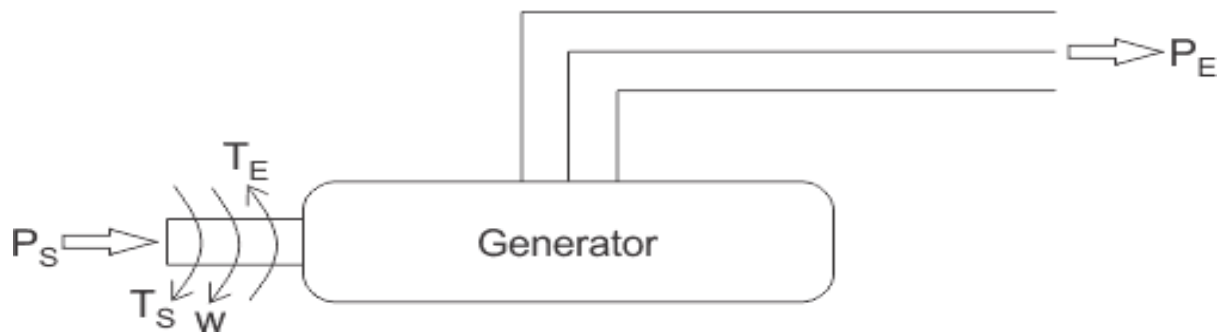 P_E
T_E
P_S
Generator
T_S
w